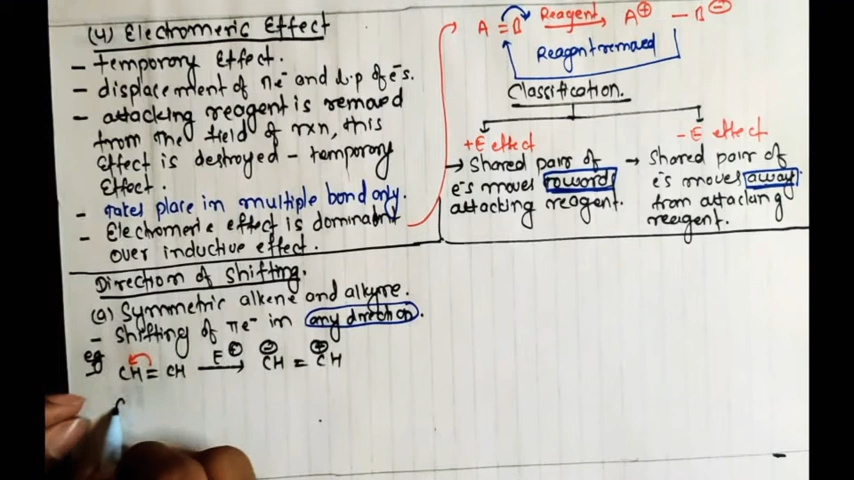 (4) Electromeric Effect
- temporary Effect.
- displacement of πe⁻ and l.p of e⁻s.
- attacking reagent is removed
from the field of rxn, this
Effect is destroyed - temporary
Effect.
- takes place in multiple bond only.
- Electromeric effect is dominant
over inductive effect.
A = B Reagent A⊕ - B⊖
Reagent removed
Classification.
+E effect
→ Shared pair of
e⁻s moves towards
attacking reagent.
-E effect
→ Shared pair of
e⁻s moves away
from attacking
reagent.
Direction of Shifting.
(a) Symmetric alkene and alkyne.
- Shifting of πe⁻ in any direction.
eg
CH = CH E⊕ ⊖CH = ⊕CH